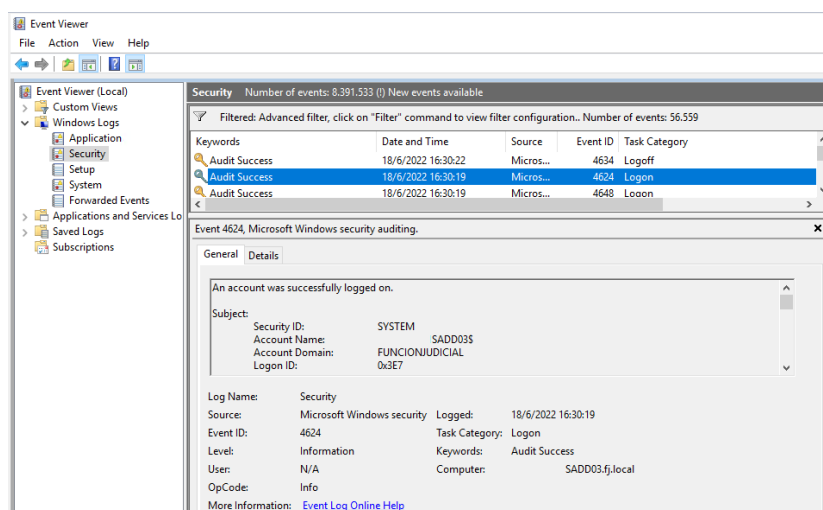 Event Viewer
File Action View Help
Event Viewer (Local)
Custom Views
Windows Logs
Application
Security
Setup
System
Forwarded Events
Applications and Services Lo
Saved Logs
Subscriptions
Security Number of events: 8.391.533 (!) New events available
Filtered: Advanced filter, click on "Filter" command to view filter configuration.. Number of events: 56.559
Keywords Date and Time Source Event ID Task Category
Audit Success 18/6/2022 16:30:22 Micros... 4634 Logoff
Audit Success 18/6/2022 16:30:19 Micros... 4624 Logon
Audit Success 18/6/2022 16:30:19 Micros... 4648 Logon
Event 4624, Microsoft Windows security auditing.
General Details
An account was successfully logged on.
Subject:
Security ID: SYSTEM
Account Name: SADD03$
Account Domain: FUNCIONJUDICIAL
Logon ID: 0x3E7
Log Name: Security
Source: Microsoft Windows security Logged: 18/6/2022 16:30:19
Event ID: 4624 Task Category: Logon
Level: Information Keywords: Audit Success
User: N/A Computer: SADD03.fj.local
OpCode: Info
More Information: Event Log Online Help